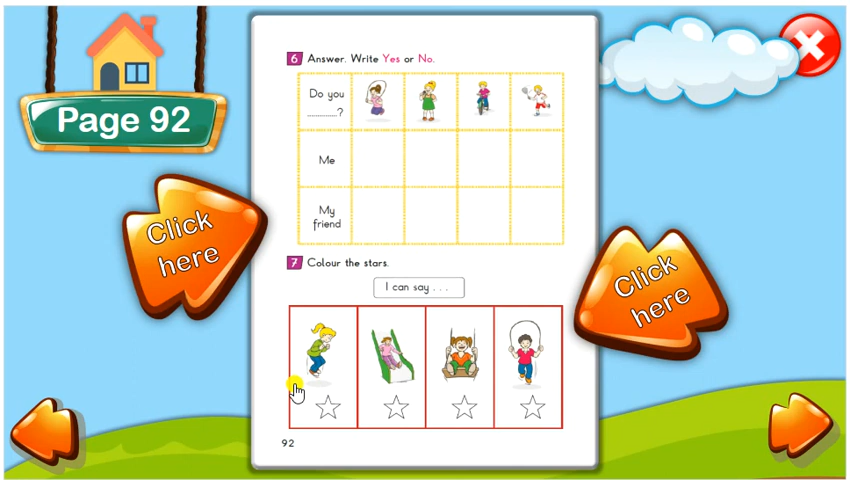 Page 92
6 Answer. Write Yes or No.
Do you
..............?
Me
My
friend
7 Colour the stars.
I can say . . .
92
Click
here
Click
here